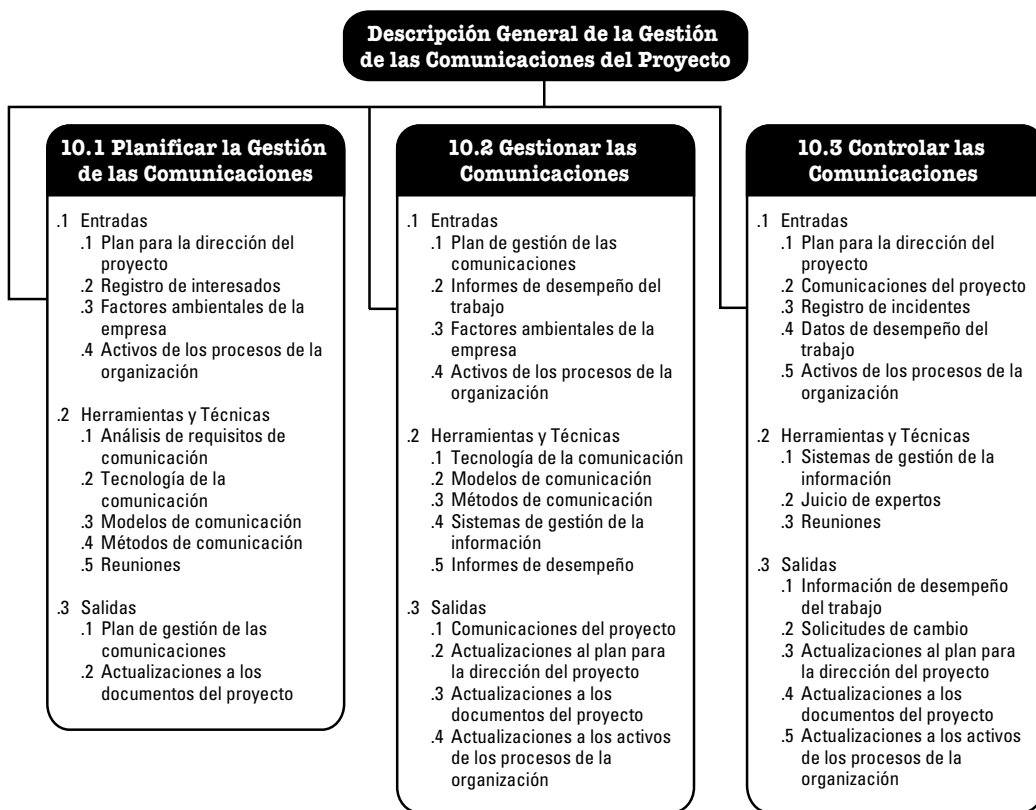 Descripción General de la Gestión
de las Comunicaciones del Proyecto
10.1 Planificar la Gestión
de las Comunicaciones
.1 Entradas
.1 Plan para la dirección del
proyecto
.2 Registro de interesados
.3 Factores ambientales de la
empresa
.4 Activos de los procesos de la
organización
.2 Herramientas y Técnicas
.1 Análisis de requisitos de
comunicación
.2 Tecnología de la
comunicación
.3 Modelos de comunicación
.4 Métodos de comunicación
.5 Reuniones
.3 Salidas
.1 Plan de gestión de las
comunicaciones
.2 Actualizaciones a los
documentos del proyecto
10.2 Gestionar las
Comunicaciones
.1 Entradas
.1 Plan de gestión de las
comunicaciones
.2 Informes de desempeño del
trabajo
.3 Factores ambientales de la
empresa
.4 Activos de los procesos de la
organización
.2 Herramientas y Técnicas
.1 Tecnología de la comunicación
.2 Modelos de comunicación
.3 Métodos de comunicación
.4 Sistemas de gestión de la
información
.5 Informes de desempeño
.3 Salidas
.1 Comunicaciones del proyecto
.2 Actualizaciones al plan para
la dirección del proyecto
.3 Actualizaciones a los
documentos del proyecto
.4 Actualizaciones a los activos
de los procesos de la
organización
10.3 Controlar las
Comunicaciones
.1 Entradas
.1 Plan para la dirección del
proyecto
.2 Comunicaciones del proyecto
.3 Registro de incidentes
.4 Datos de desempeño del
trabajo
.5 Activos de los procesos de la
organización
.2 Herramientas y Técnicas
.1 Sistemas de gestión de la
información
.2 Juicio de expertos
.3 Reuniones
.3 Salidas
.1 Información de desempeño
del trabajo
.2 Solicitudes de cambio
.3 Actualizaciones al plan para
la dirección del proyecto
.4 Actualizaciones a los
documentos del proyecto
.5 Actualizaciones a los activos
de los procesos de la
organización